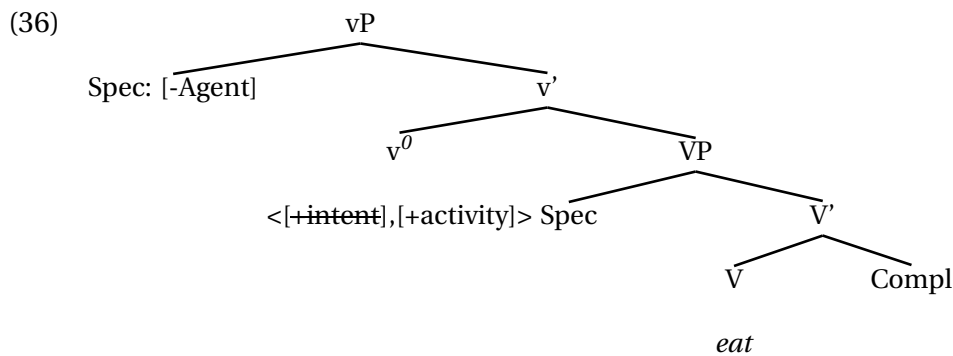 (36) vP
Spec: [-Agent] v’
v⁰ VP
<[+intent],[+activity]> Spec V’
V Compl
eat